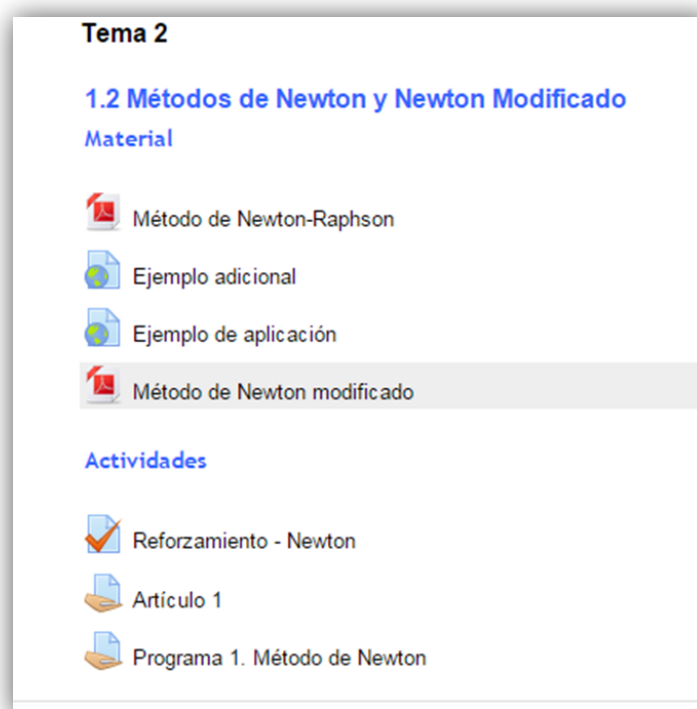 Tema 2
1.2 Métodos de Newton y Newton Modificado
Material
Método de Newton-Raphson
Ejemplo adicional
Ejemplo de aplicación
Método de Newton modificado
Actividades
Reforzamiento - Newton
Artículo 1
Programa 1. Método de Newton